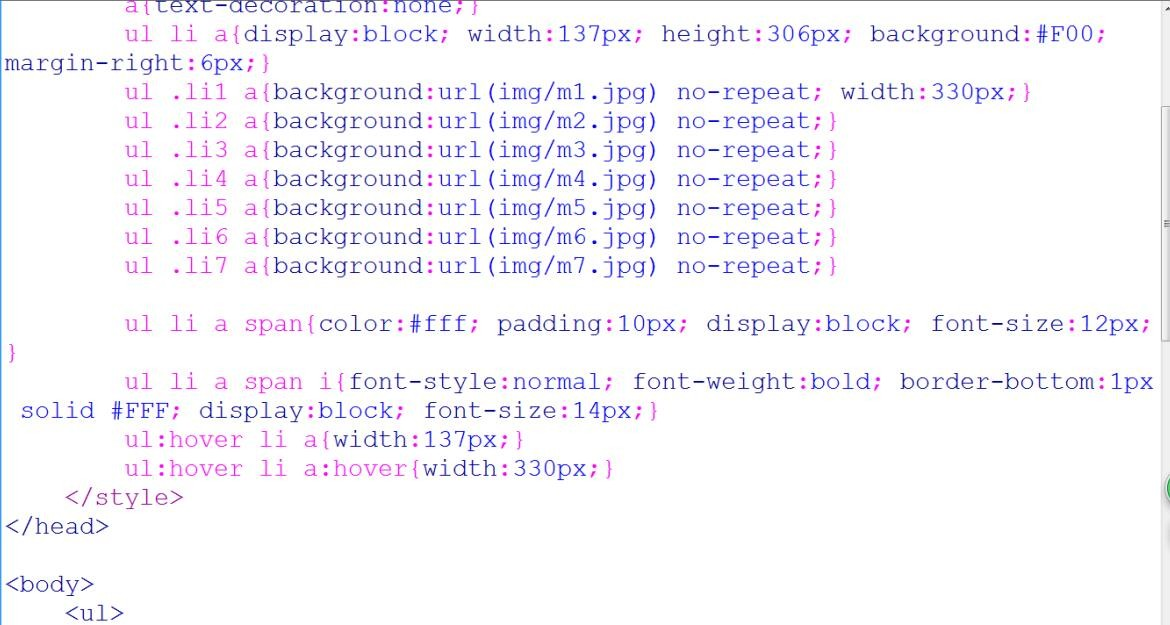 a{text-decoration:none;}
ul li a{display:block; width:137px; height:306px; background:#F00;
margin-right:6px;}
ul .li1 a{background:url(img/m1.jpg) no-repeat; width:330px;}
ul .li2 a{background:url(img/m2.jpg) no-repeat;}
ul .li3 a{background:url(img/m3.jpg) no-repeat;}
ul .li4 a{background:url(img/m4.jpg) no-repeat;}
ul .li5 a{background:url(img/m5.jpg) no-repeat;}
ul .li6 a{background:url(img/m6.jpg) no-repeat;}
ul .li7 a{background:url(img/m7.jpg) no-repeat;}
ul li a span{color:#fff; padding:10px; display:block; font-size:12px;
}
ul li a span i{font-style:normal; font-weight:bold; border-bottom:1px
solid #FFF; display:block; font-size:14px;}
ul:hover li a{width:137px;}
ul:hover li a:hover{width:330px;}
</style>
</head>
<body>
<ul>